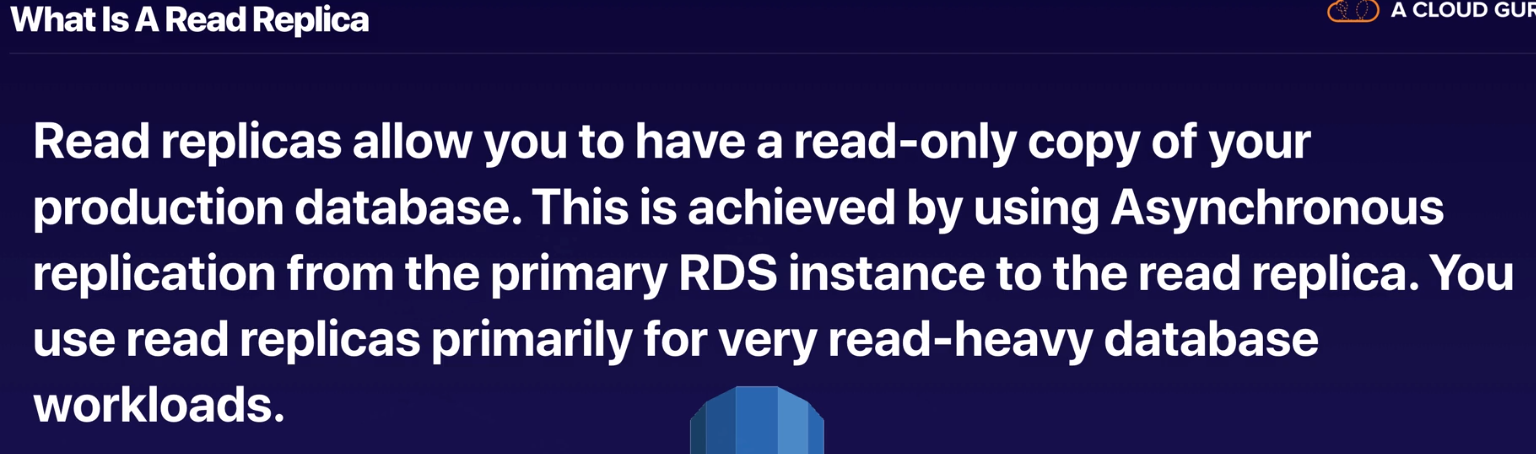 What Is A Read Replica
A CLOUD GUR
Read replicas allow you to have a read-only copy of your
production database. This is achieved by using Asynchronous
replication from the primary RDS instance to the read replica. You
use read replicas primarily for very read-heavy database
workloads.